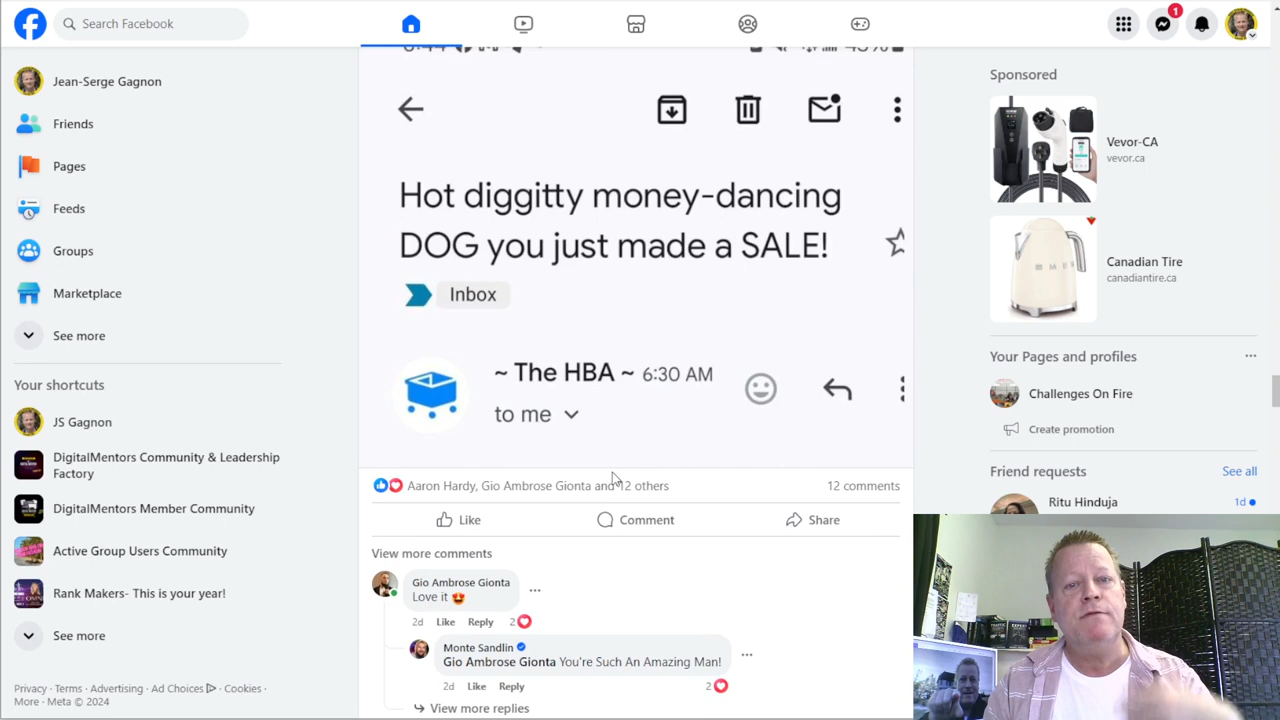 Search Facebook
1
Jean-Serge Gagnon
Friends
Pages
Feeds
Groups
Marketplace
See more
Your shortcuts
JS Gagnon
DigitalMentors Community & Leadership
Factory
DigitalMentors Member Community
Active Group Users Community
Rank Makers- This is your year!
See more
Privacy · Terms · Advertising · Ad Choices · Cookies ·
More · Meta © 2024
Hot diggitty money-dancing
DOG you just made a SALE!
Inbox
~ The HBA ~ 6:30 AM
to me
Aaron Hardy, Gio Ambrose Gionta and 12 others
12 comments
Like
Comment
Share
View more comments
Gio Ambrose Gionta
Love it
2d Like Reply 2
Monte Sandlin
Gio Ambrose Gionta You're Such An Amazing Man!
2d Like Reply 2
View more replies
Sponsored
Vevor-CA
vevor.ca
Canadian Tire
canadiantire.ca
Your Pages and profiles
Challenges On Fire
Create promotion
Friend requests
See all
Ritu Hinduja
1d